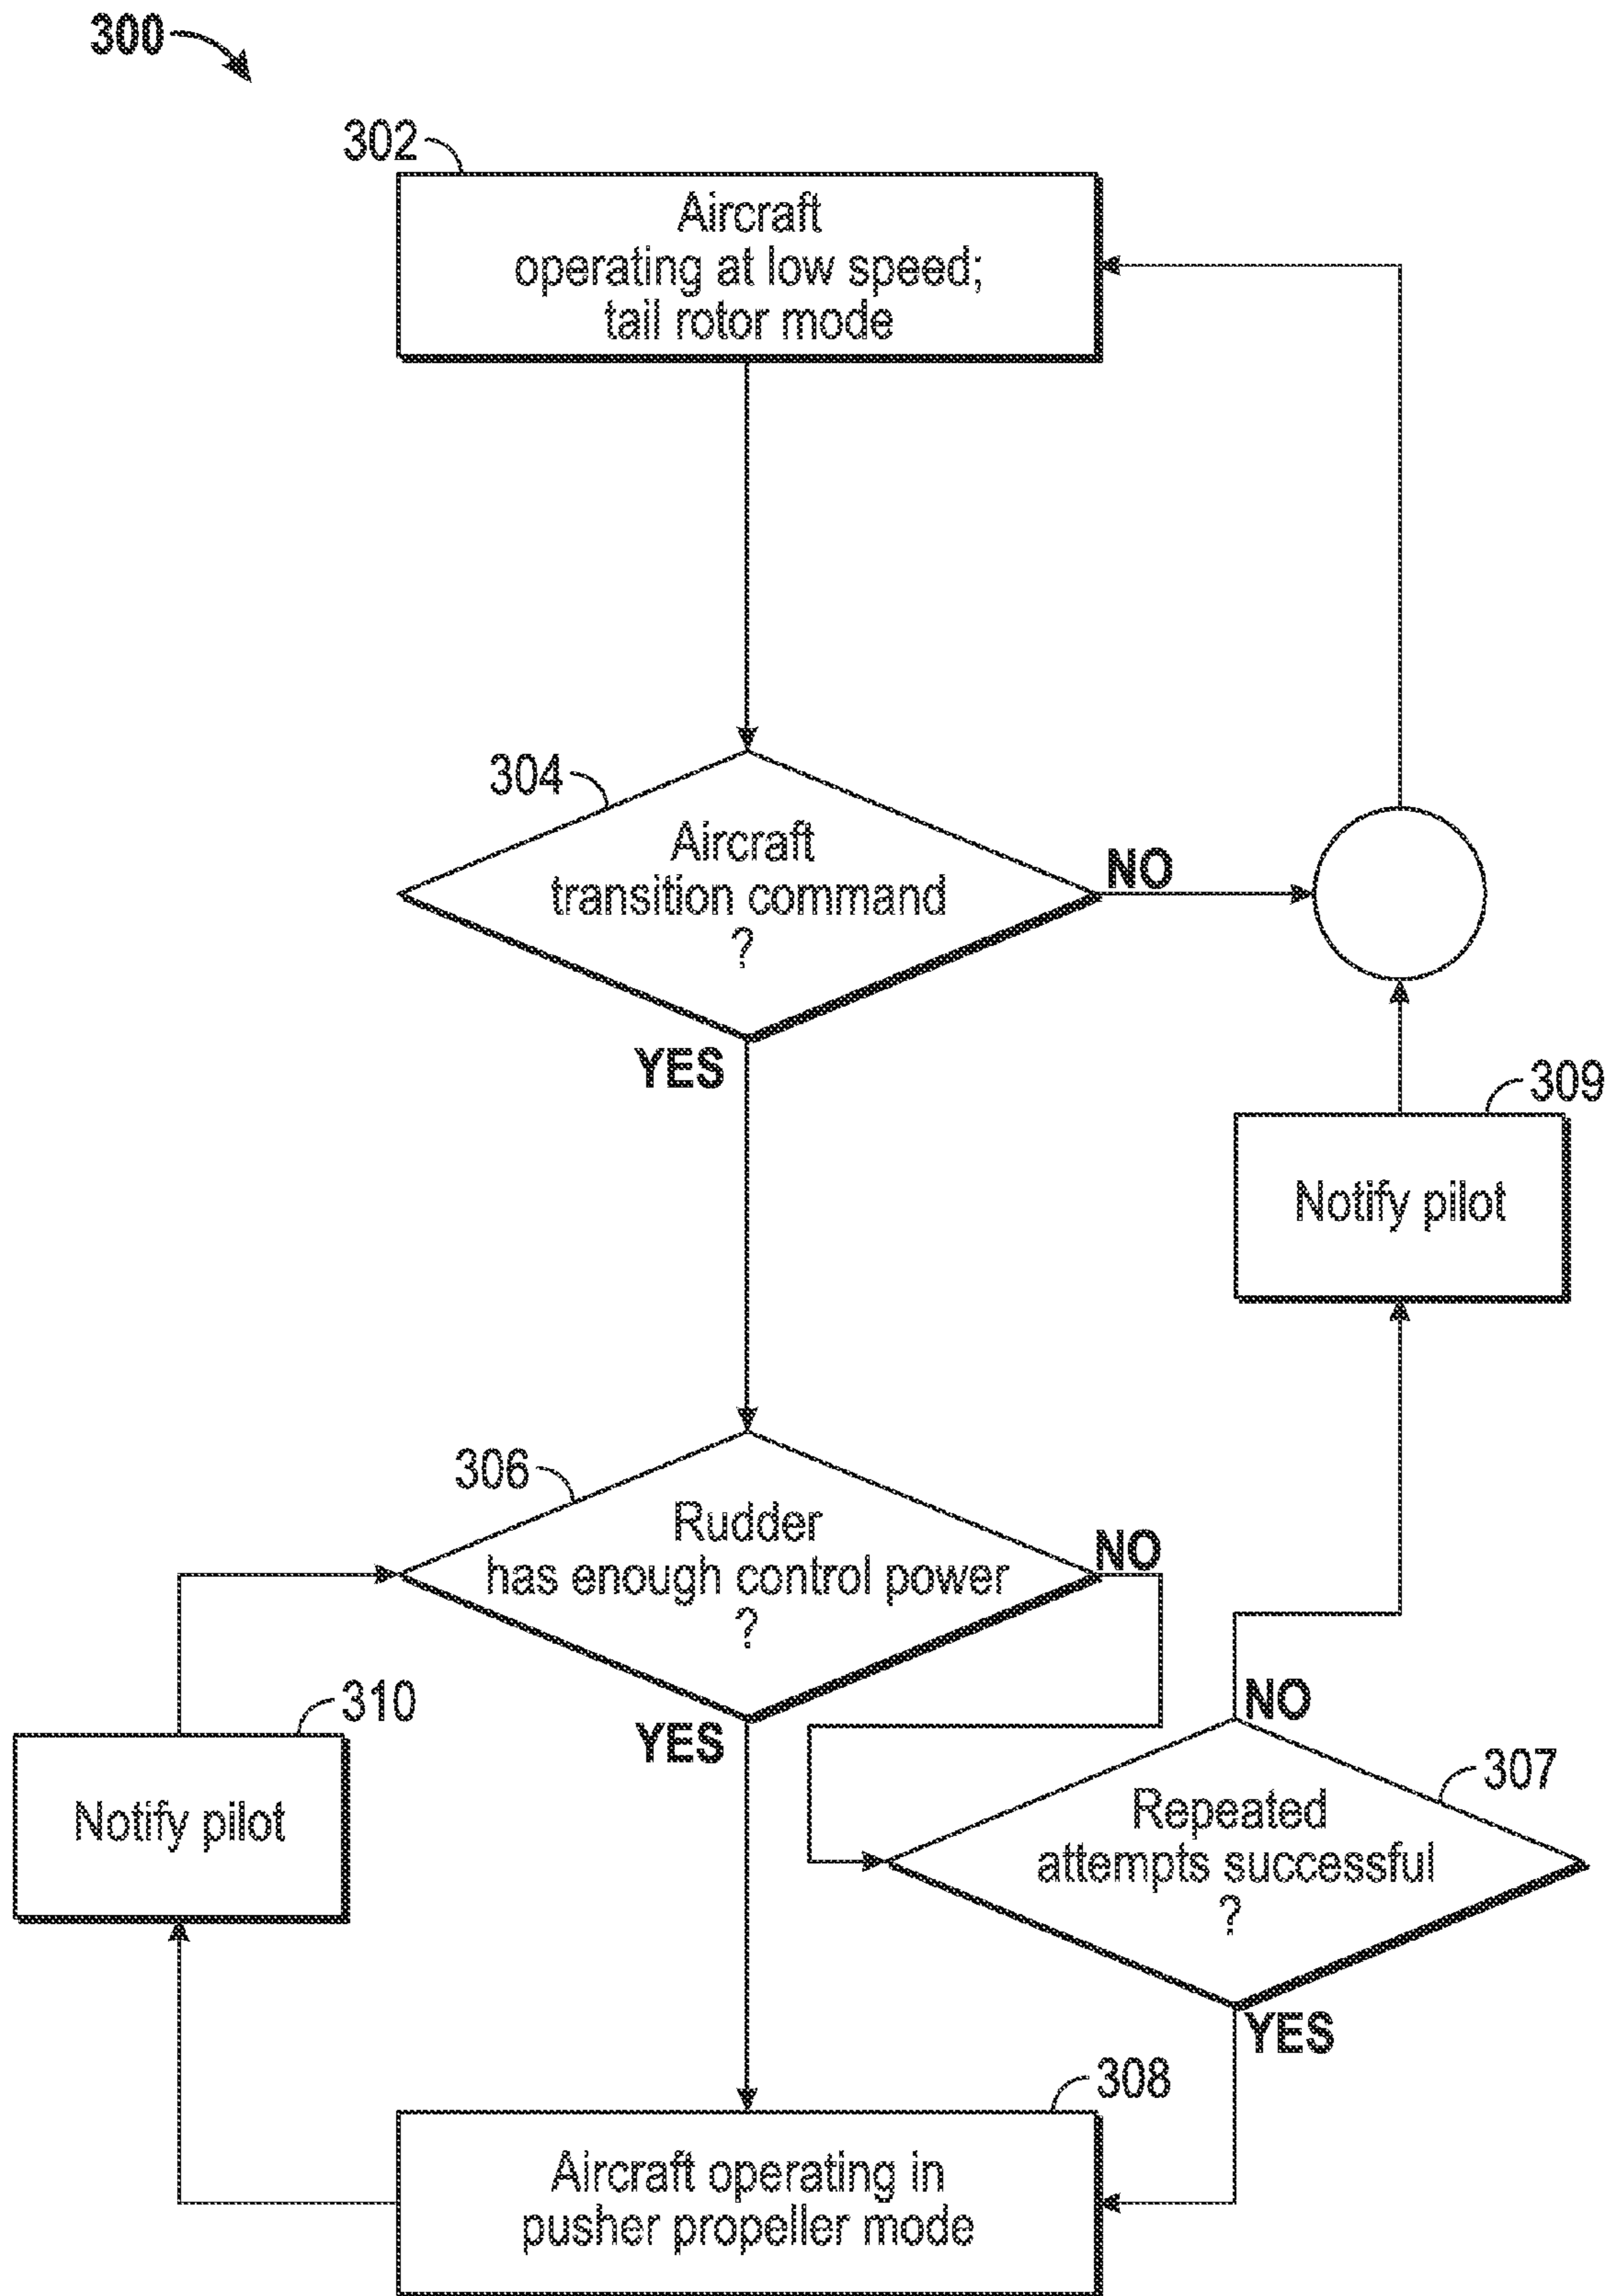 300
302
Aircraft
operating at low speed;
tail rotor mode
304
Aircraft
transition command
?
NO
YES
309
Notify pilot
306
Rudder
has enough control power
?
NO
YES
310
Notify pilot
NO
307
Repeated
attempts successful
?
YES
308
Aircraft operating in
pusher propeller mode